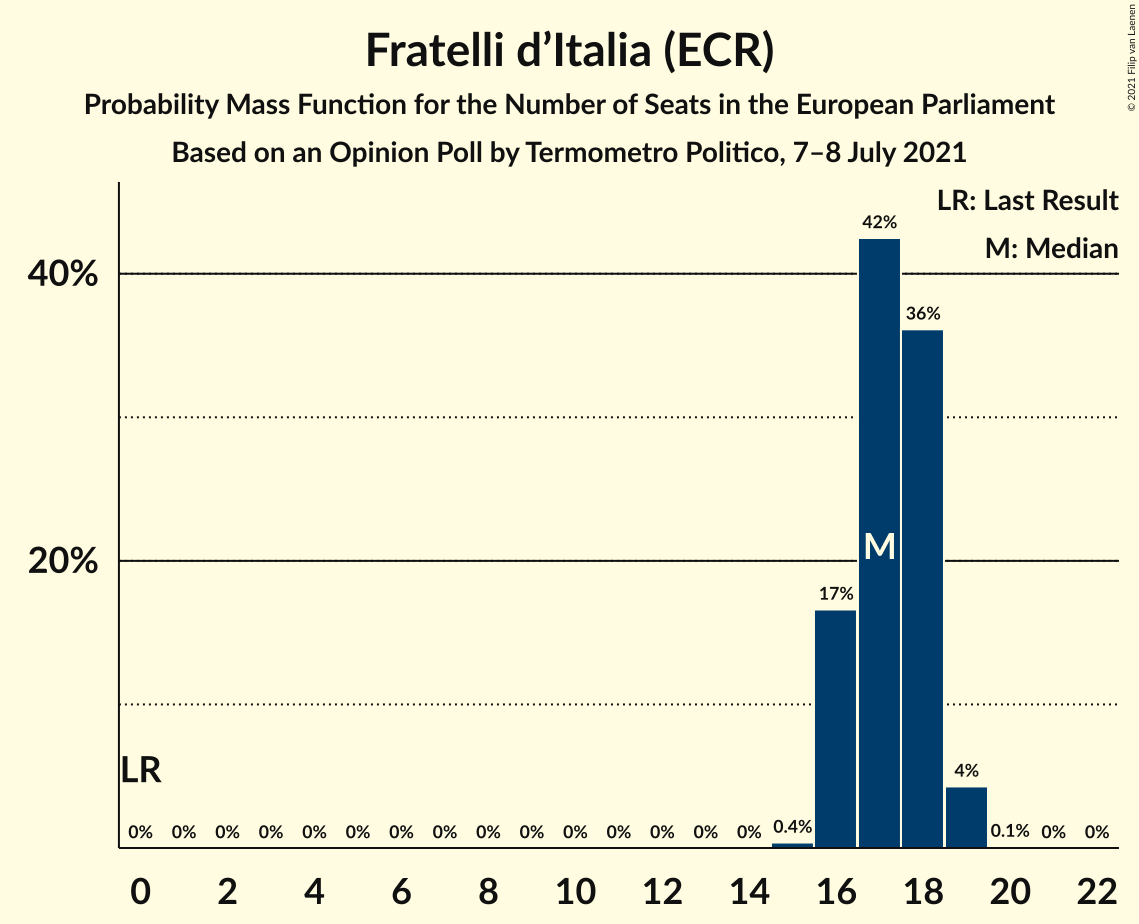 Fratelli d’Italia (ECR)
Probability Mass Function for the Number of Seats in the European Parliament
Based on an Opinion Poll by Termometro Politico, 7–8 July 2021
© 2021 Filip van Laenen
LR: Last Result
M: Median
40%
20%
42%
36%
M
17%
LR
4%
0% 0% 0% 0% 0% 0% 0% 0% 0% 0% 0% 0% 0% 0% 0% 0.4% 0.1% 0% 0%
0 2 4 6 8 10 12 14 16 18 20 22